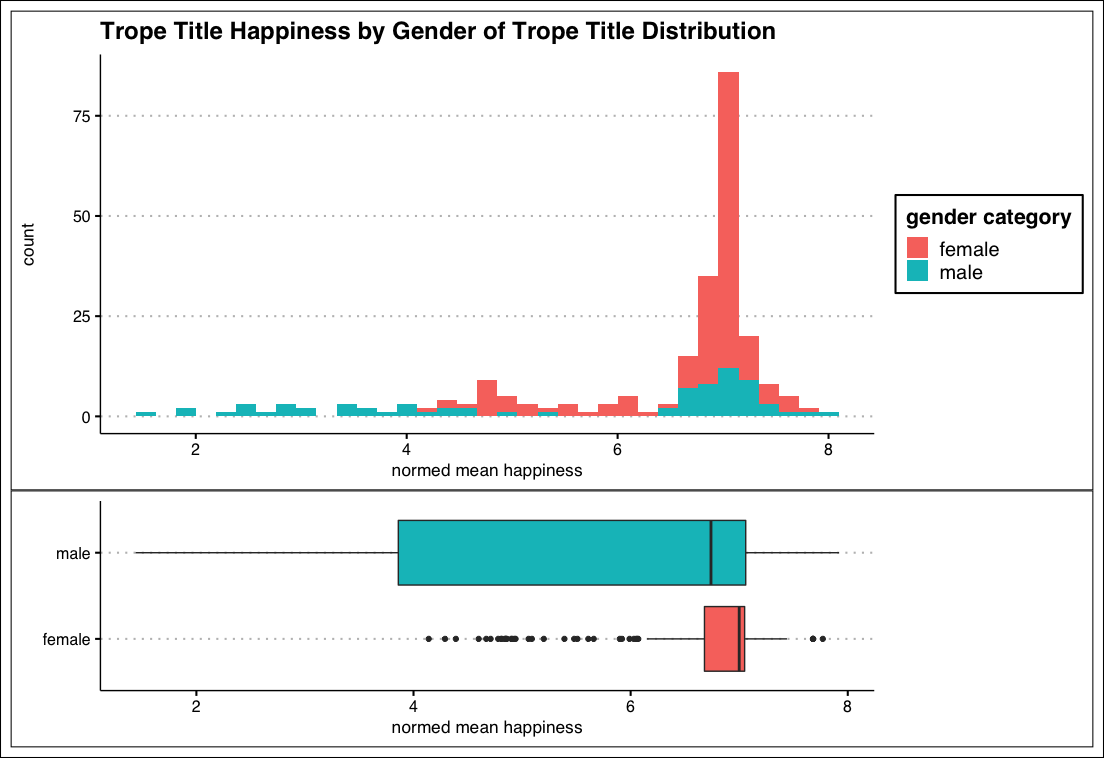 Trope Title Happiness by Gender of Trope Title Distribution
75
50
25
0
count
2 4 6 8
normed mean happiness
gender category
female
male
male
female
2 4 6 8
normed mean happiness